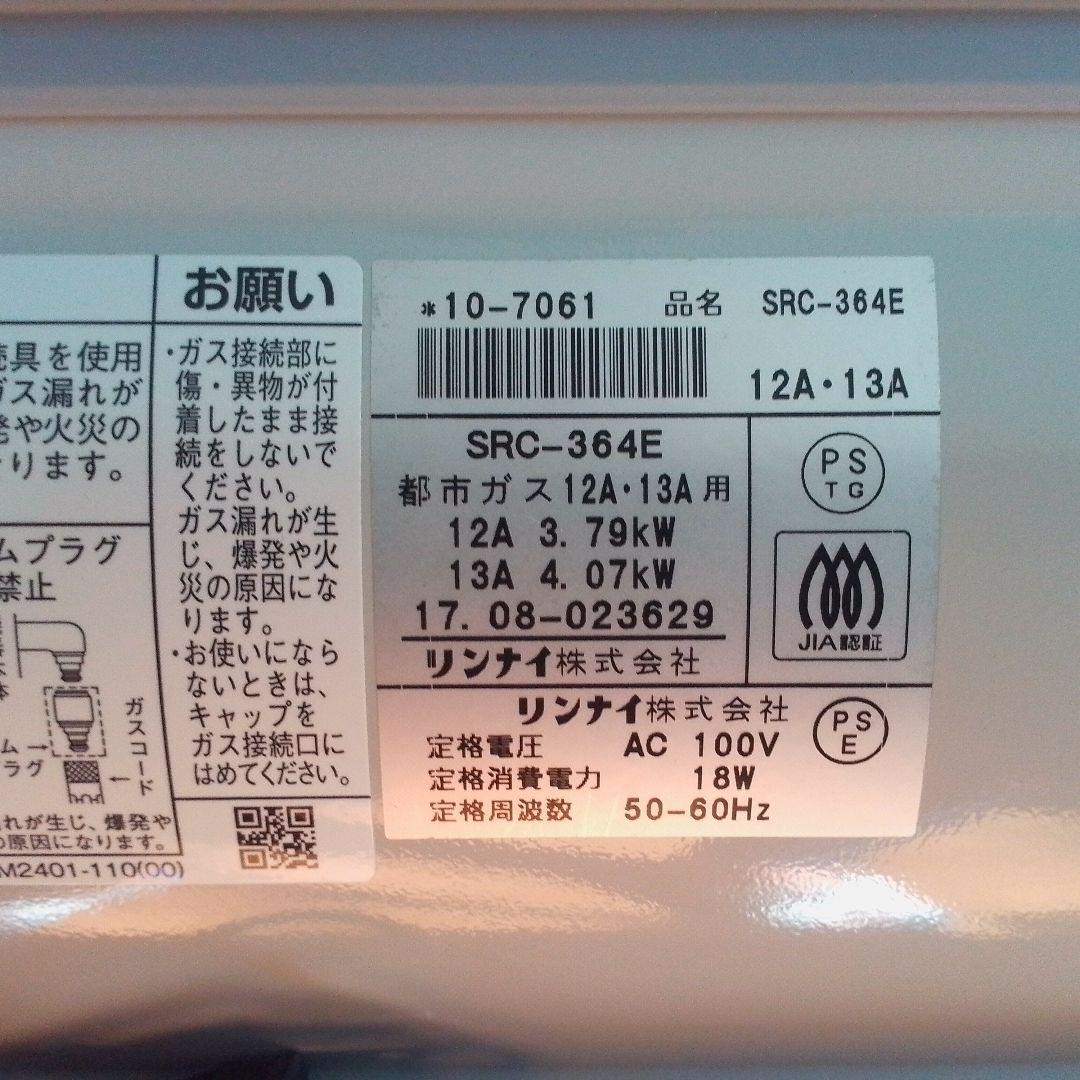 具を使用
ガス漏れが
や火災の
ります。
ムプラグ
禁止
ガスコード
ム→
ラグ
れが生じ、爆発や
の原因になります。
M2401-110(00)
お願い
・ガス接続部に
傷・異物が付
着したまま接
続をしないで
ください。
ガス漏れが生
じ、爆発や火
災の原因にな
ります。
・お使いになら
ないときは、
キャップを
ガス接続口に
はめてください。
*10-7061 品名 SRC-364E
12A・13A
SRC-364E
都市ガス12A・13A用
12A 3.79kW
13A 4.07kW
17.08-023629
リンナイ株式会社
PS
TG
JIA認証
リンナイ株式会社
定格電圧 AC 100V
定格消費電力 18W
定格周波数 50-60Hz
PS
E